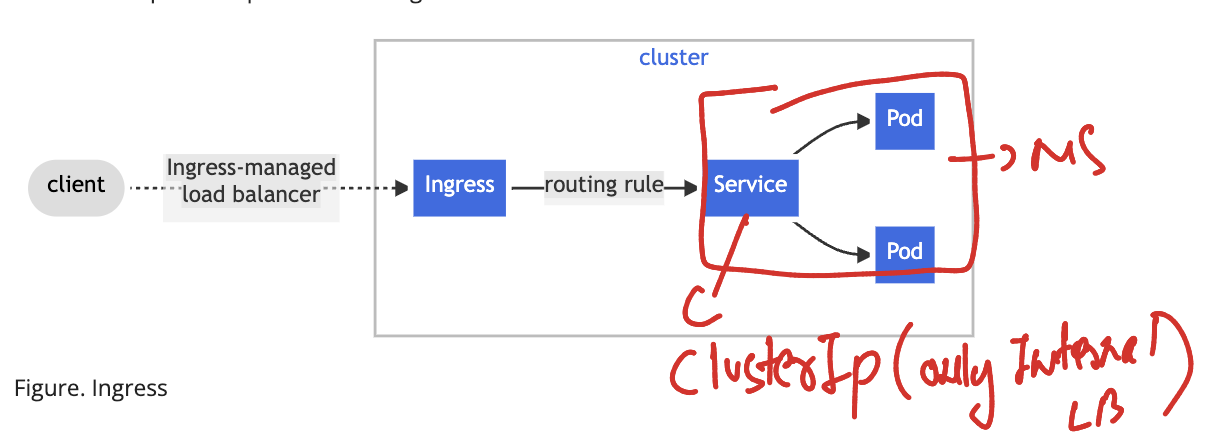 cluster
Pod
client
Ingress-managed
load balancer
Ingress
routing rule
Service
Pod
→ MS
C
ClusterIp (only Internal
LB)
Figure. Ingress